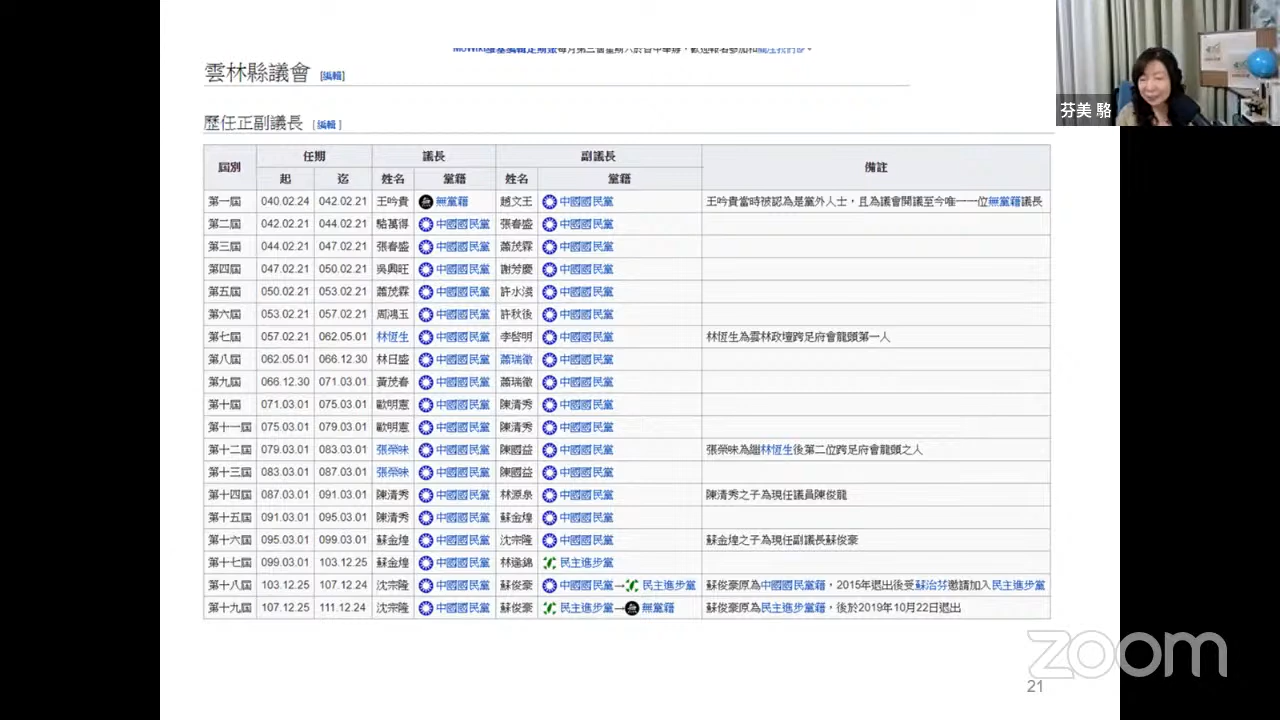 雲林縣議會 [編輯]
歷任正副議長 [編輯]
芬美 駱
屆別 任期 議長 副議長 備註
起 迄 姓名 黨籍 姓名 黨籍
第一屆 040.02.24 042.02.21 王吟貴 無黨籍 趙文王 中國國民黨 王吟貴當時被認為是黨外人士，且為議會開議至今唯一一位無黨籍議長
第二屆 042.02.21 044.02.21 駱萬得 中國國民黨 張春盛 中國國民黨
第三屆 044.02.21 047.02.21 張春盛 中國國民黨 蕭茂霖 中國國民黨
第四屆 047.02.21 050.02.21 吳興旺 中國國民黨 謝芳慶 中國國民黨
第五屆 050.02.21 053.02.21 蕭茂霖 中國國民黨 許水 中國國民黨
第六屆 053.02.21 057.02.21 周鴻玉 中國國民黨 許秋後 中國國民黨
第七屆 057.02.21 062.05.01 林恆生 中國國民黨 李啓明 中國國民黨 林恆生為雲林政壇跨足府會龍頭第一人
第八屆 062.05.01 066.12.30 林日盛 中國國民黨 蕭瑞徵 中國國民黨
第九屆 066.12.30 071.03.01 黃茂春 中國國民黨 蕭瑞徵 中國國民黨
第十屆 071.03.01 075.03.01 歐明憲 中國國民黨 陳清秀 中國國民黨
第十一屆 075.03.01 079.03.01 歐明憲 中國國民黨 陳清秀 中國國民黨
第十二屆 079.03.01 083.03.01 張榮味 中國國民黨 陳國益 中國國民黨 張榮味為繼林恆生後第二位跨足府會龍頭之人
第十三屆 083.03.01 087.03.01 張榮味 中國國民黨 陳國益 中國國民黨
第十四屆 087.03.01 091.03.01 陳清秀 中國國民黨 林源泉 中國國民黨 陳清秀之子為現任議員陳俊龍
第十五屆 091.03.01 095.03.01 陳清秀 中國國民黨 蘇金煌 中國國民黨
第十六屆 095.03.01 099.03.01 蘇金煌 中國國民黨 沈宗隆 中國國民黨 蘇金煌之子為現任副議長蘇俊豪
第十七屆 099.03.01 103.12.25 蘇金煌 中國國民黨 林逢錦 民主進步黨
第十八屆 103.12.25 107.12.24 沈宗隆 中國國民黨 蘇俊豪 中國國民黨→民主進步黨 蘇俊豪原為中國國民黨籍，2015年退出後受蘇治芬邀請加入民主進步黨
第十九屆 107.12.25 111.12.24 沈宗隆 中國國民黨 蘇俊豪 民主進步黨→無黨籍 蘇俊豪原為民主進步黨籍，後於2019年10月22日退出
zoom
21